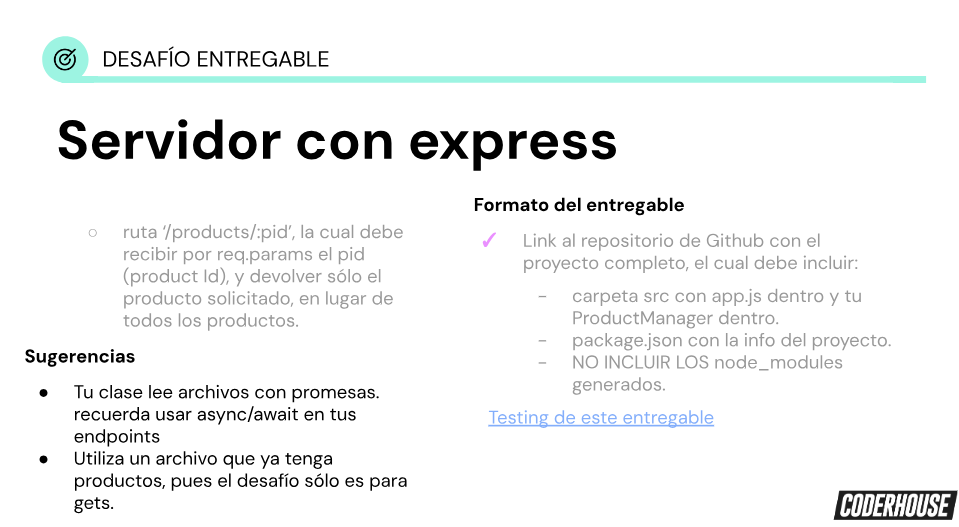 DESAFÍO ENTREGABLE
Servidor con express
○ ruta ‘/products/:pid’, la cual debe
recibir por req.params el pid
(product Id), y devolver sólo el
producto solicitado, en lugar de
todos los productos.
Sugerencias
● Tu clase lee archivos con promesas.
recuerda usar async/await en tus
endpoints
● Utiliza un archivo que ya tenga
productos, pues el desafío sólo es para
gets.
Formato del entregable
✓ Link al repositorio de Github con el
proyecto completo, el cual debe incluir:
- carpeta src con app.js dentro y tu
ProductManager dentro.
- package.json con la info del proyecto.
- NO INCLUIR LOS node_modules
generados.
Testing de este entregable
CODERHOUSE